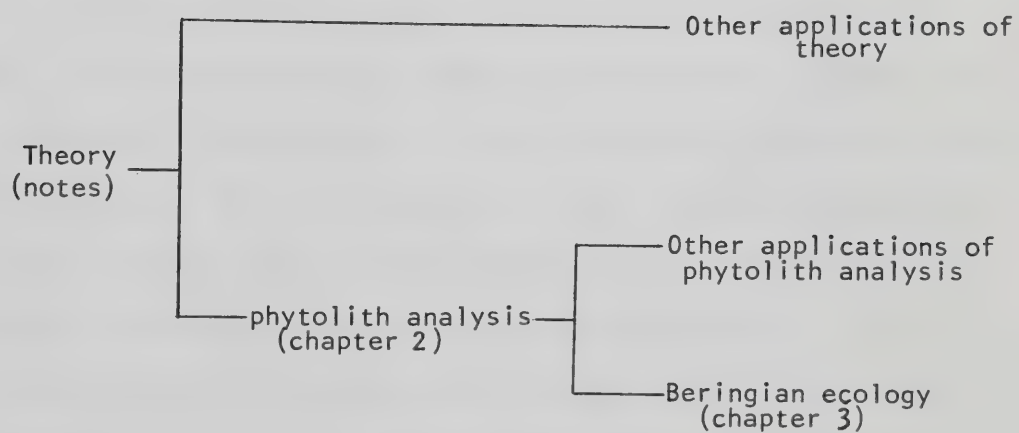 Other applications of
theory
Theory
(notes)
Other applications of
phytolith analysis
phytolith analysis
(chapter 2)
Beringian ecology
(chapter 3)